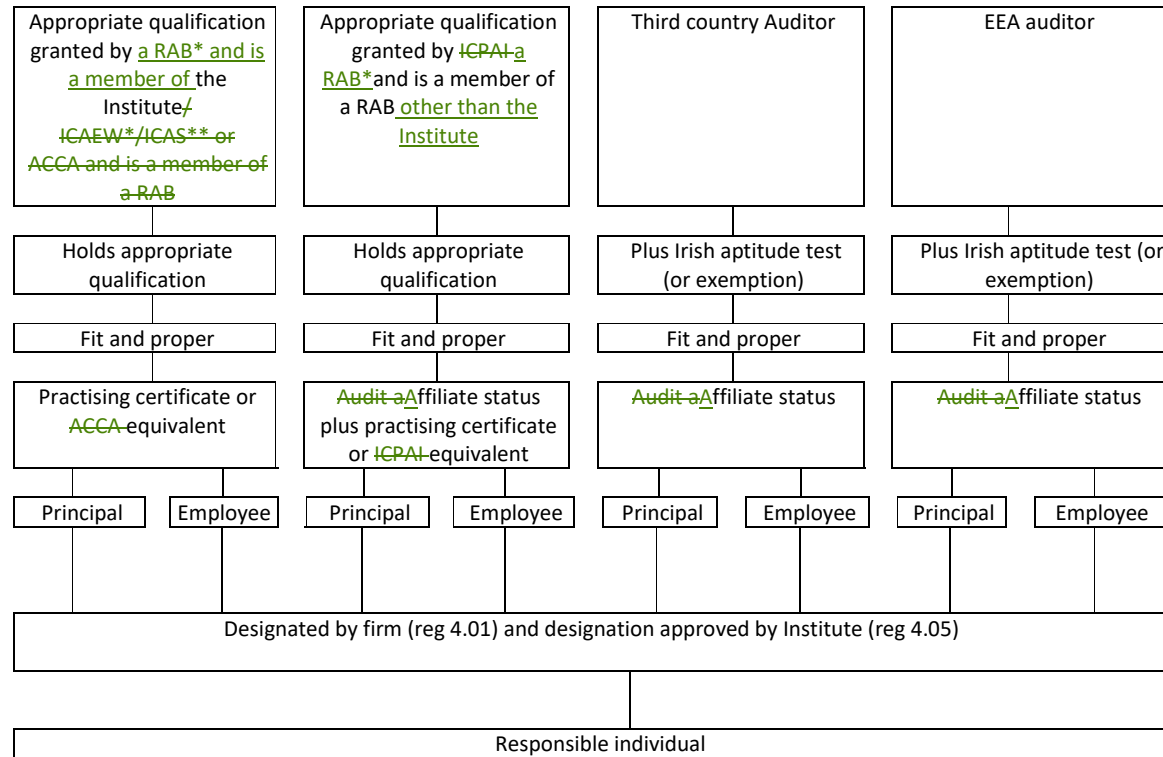 Appropriate qualification
granted by a RAB* and is
a member of the
Institute/
ICAEW*/ICAS** or
ACCA and is a member of
a RAB
Appropriate qualification
granted by ICPAI a
RAB*and is a member of
a RAB other than the
Institute
Third country Auditor
EEA auditor
Holds appropriate
qualification
Holds appropriate
qualification
Plus Irish aptitude test
(or exemption)
Plus Irish aptitude test (or
exemption)
Fit and proper
Fit and proper
Fit and proper
Fit and proper
Practising certificate or
ACCA equivalent
Audit aAffiliate status
plus practising certificate
or ICPAI equivalent
Audit aAffiliate status
Audit aAffiliate status
Principal
Employee
Principal
Employee
Principal
Employee
Principal
Employee
Designated by firm (reg 4.01) and designation approved by Institute (reg 4.05)
Responsible individual